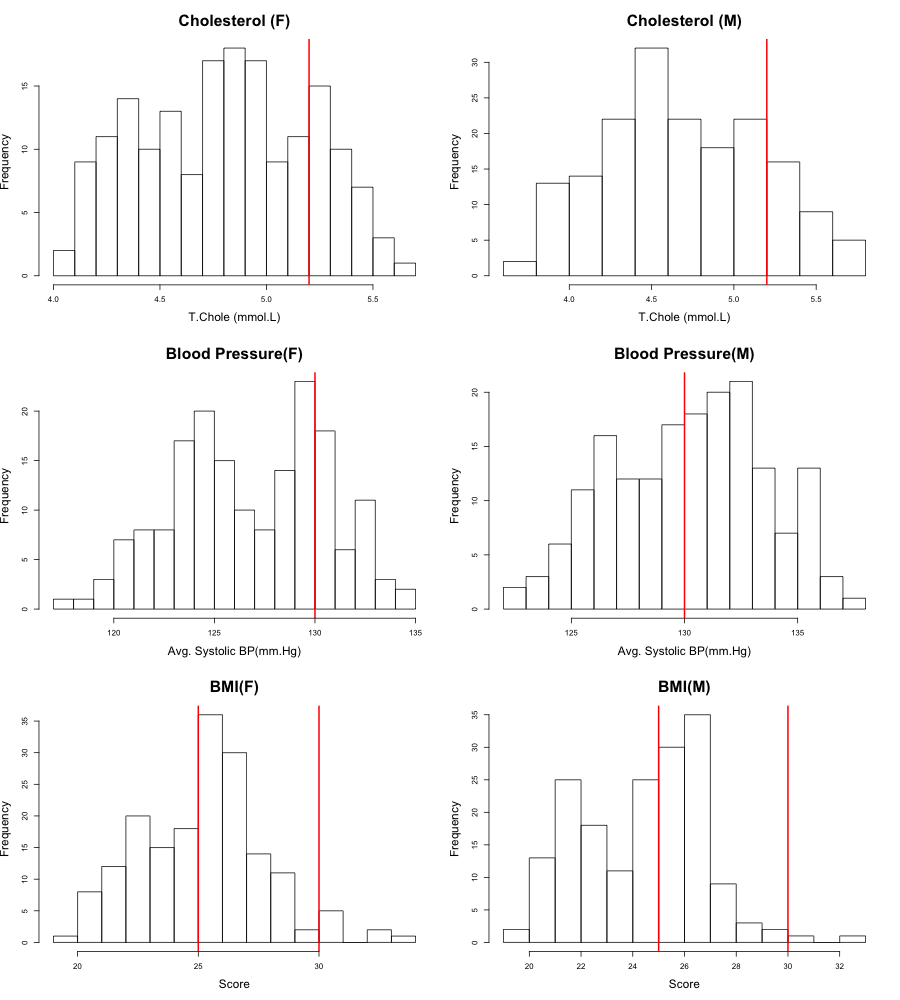 Cholesterol (F)
Frequency
0 5 10 15
4.0 4.5 5.0 5.5
T.Chole (mmol.L)
Cholesterol (M)
Frequency
0 5 10 15 20 25 30
4.0 4.5 5.0 5.5
T.Chole (mmol.L)
Blood Pressure(F)
Frequency
0 5 10 15 20
120 125 130 135
Avg. Systolic BP(mm.Hg)
Blood Pressure(M)
Frequency
0 5 10 15 20
125 130 135
Avg. Systolic BP(mm.Hg)
BMI(F)
Frequency
0 5 10 15 20 25 30 35
20 25 30
Score
BMI(M)
Frequency
0 5 10 15 20 25 30 35
20 22 24 26 28 30 32
Score